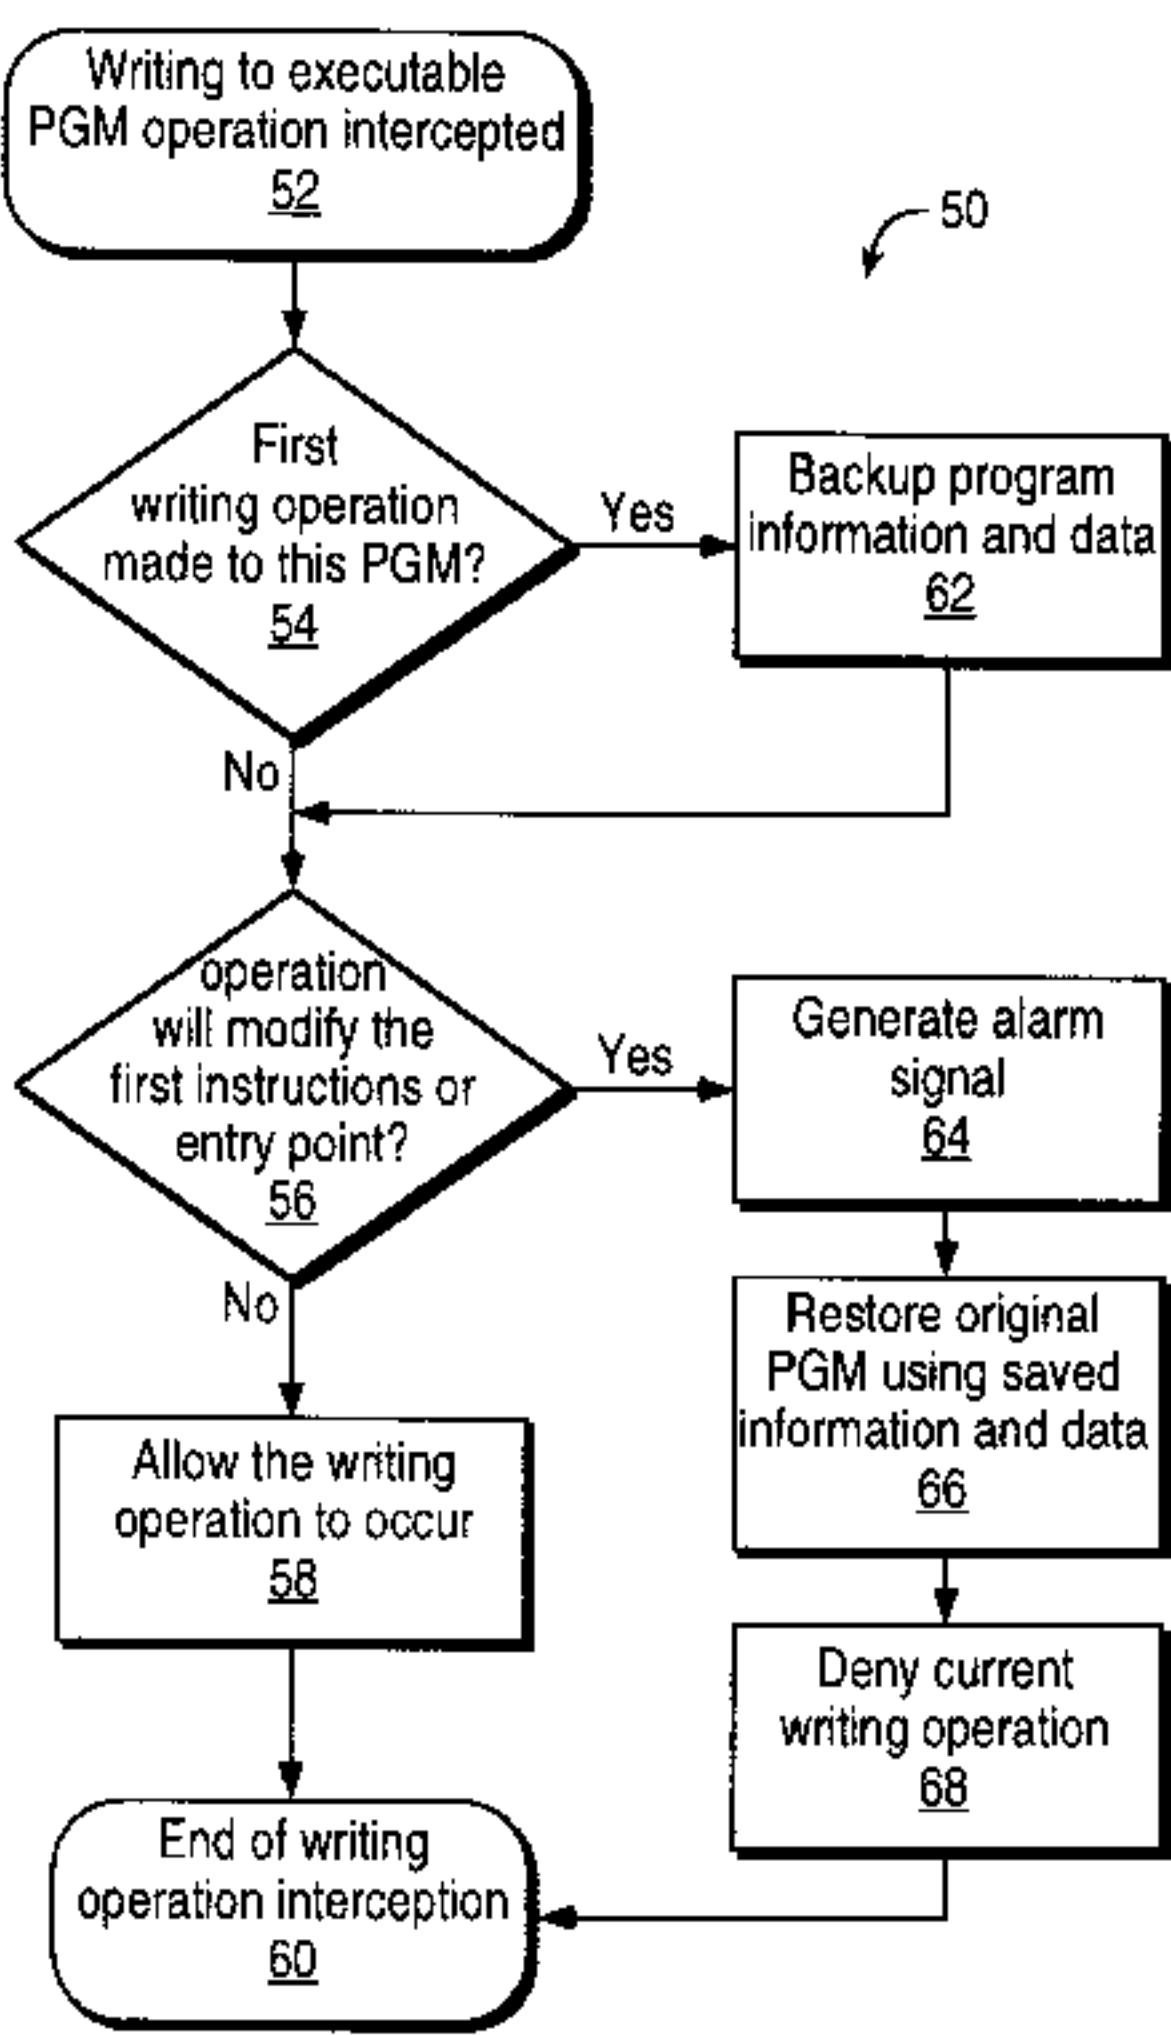 Writing to executable
PGM operation intercepted
52
50
First
writing operation
made to this PGM?
54
Yes
Backup program
information and data
62
No
operation
will modify the
first instructions or
entry point?
56
Yes
Generate alarm
signal
64
No
Restore original
PGM using saved
information and data
66
Allow the writing
operation to occur
58
Deny current
writing operation
68
End of writing
operation interception
60